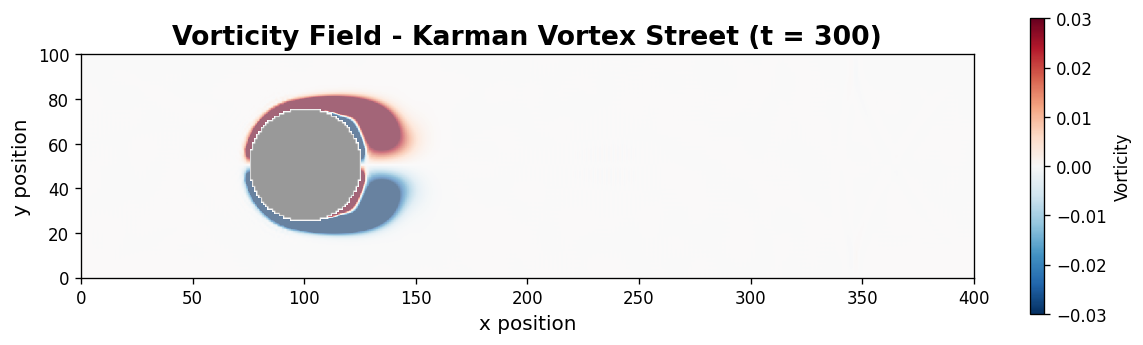 Vorticity Field - Karman Vortex Street (t = 300)
100
80
60
40
20
0
y position
0 50 100 150 200 250 300 350 400
x position
0.03
0.02
0.01
0.00
−0.01
−0.02
−0.03
Vorticity